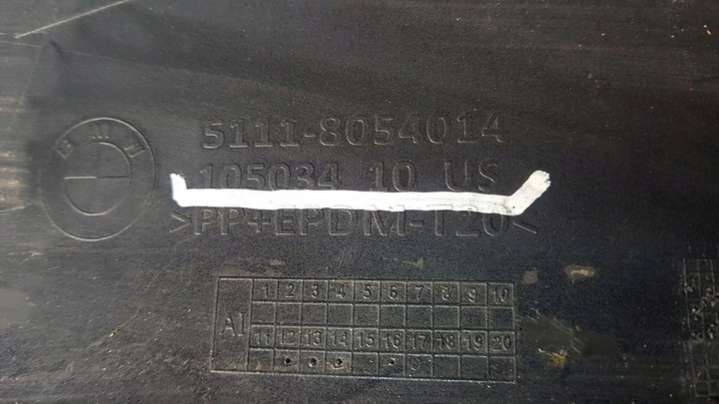 BMW
5111-8054014
105034 10 US
>PP+EPDM-T20<
1 2 3 4 5 6 7 8 9 10
A1
11 12 13 14 15 16 17 18 19 20